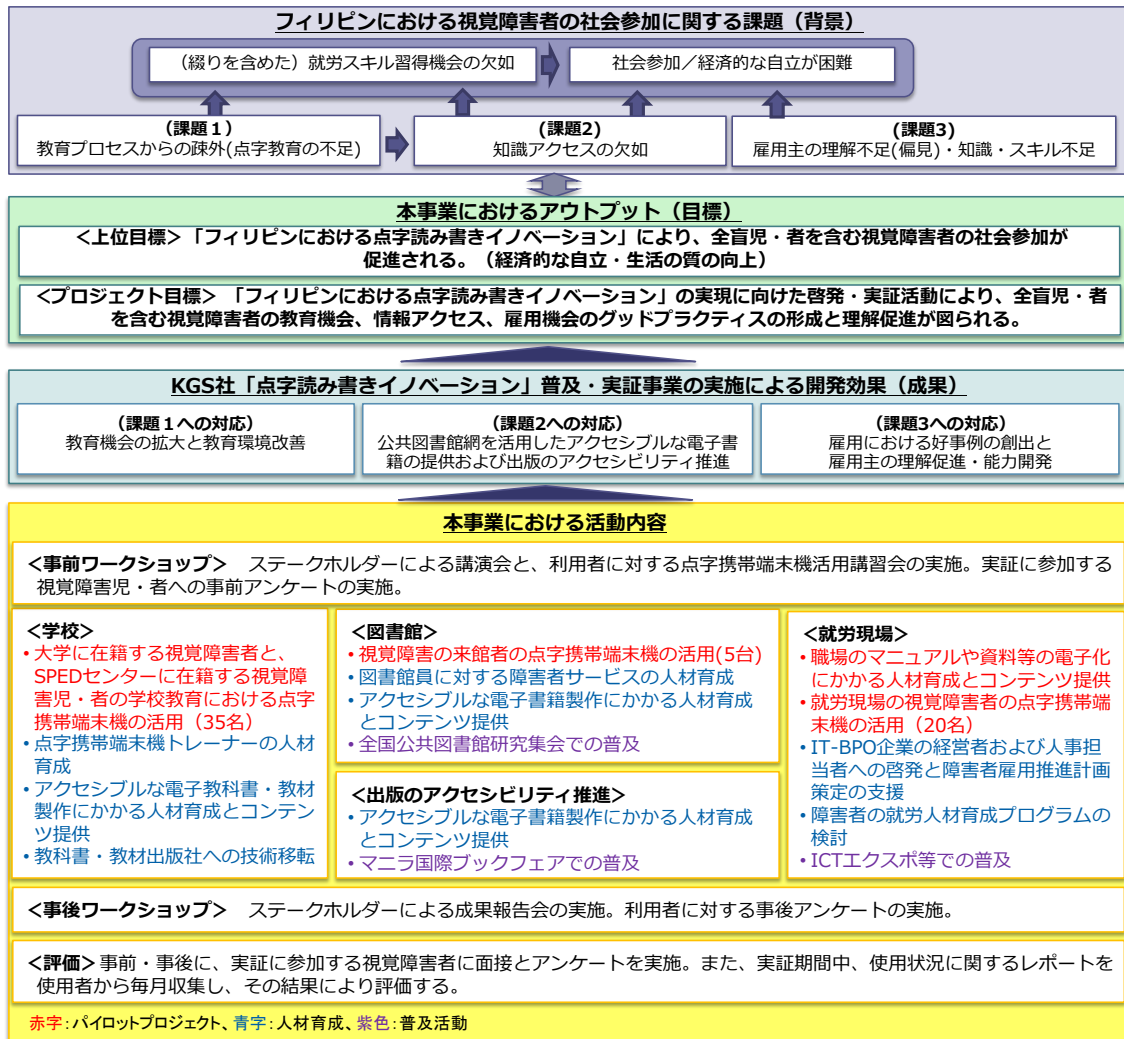 フィリピンにおける視覚障害者の社会参加に関する課題（背景）
（綴りを含めた）就労スキル習得機会の欠如
社会参加／経済的な自立が困難
(課題１)
教育プロセスからの疎外(点字教育の不足)
(課題2)
知識アクセスの欠如
(課題3)
雇用主の理解不足(偏見)・知識・スキル不足
本事業におけるアウトプット（目標）
＜上位目標＞「フィリピンにおける点字読み書きイノベーション」により、全盲児・者を含む視覚障害者の社会参加が
促進される。（経済的な自立・生活の質の向上）
＜プロジェクト目標＞ 「フィリピンにおける点字読み書きイノベーション」の実現に向けた啓発・実証活動により、全盲児・者
を含む視覚障害者の教育機会、情報アクセス、雇用機会のグッドプラクティスの形成と理解促進が図られる。
KGS社「点字読み書きイノベーション」普及・実証事業の実施による開発効果（成果）
(課題１への対応)
教育機会の拡大と教育環境改善
(課題2への対応)
公共図書館網を活用したアクセシブルな電子書
籍の提供および出版のアクセシビリティ推進
(課題3への対応)
雇用における好事例の創出と
雇用主の理解促進・能力開発
本事業における活動内容
＜事前ワークショップ＞　ステークホルダーによる講演会と、利用者に対する点字携帯端末機活用講習会の実施。実証に参加する
視覚障害児・者への事前アンケートの実施。
＜学校＞
• 大学に在籍する視覚障害者と、
SPEDセンターに在籍する視覚障
害児・者の学校教育における点字
携帯端末機の活用（35名）
• 点字携帯端末機トレーナーの人材
育成
• アクセシブルな電子教科書・教材
製作にかかる人材育成とコンテン
ツ提供
• 教科書・教材出版社への技術移転
＜図書館＞
• 視覚障害の来館者の点字携帯端末機の活用(5台)
• 図書館員に対する障害者サービスの人材育成
• アクセシブルな電子書籍製作にかかる人材育成
とコンテンツ提供
• 全国公共図書館研究集会での普及
＜出版のアクセシビリティ推進＞
• アクセシブルな電子書籍製作にかかる人材育成
とコンテンツ提供
• マニラ国際ブックフェアでの普及
＜就労現場＞
• 職場のマニュアルや資料等の電子化
にかかる人材育成とコンテンツ提供
• 就労現場の視覚障害者の点字携帯端
末機の活用（20名）
• IT-BPO企業の経営者および人事担
当者への啓発と障害者雇用推進計画
策定の支援
• 障害者の就労人材育成プログラムの
検討
• ICTエクスポ等での普及
＜事後ワークショップ＞　ステークホルダーによる成果報告会の実施。利用者に対する事後アンケートの実施。
＜評価＞事前・事後に、実証に参加する視覚障害者に面接とアンケートを実施。また、実証期間中、使用状況に関するレポートを
使用者から毎月収集し、その結果により評価する。
赤字：パイロットプロジェクト、青字：人材育成、紫色：普及活動